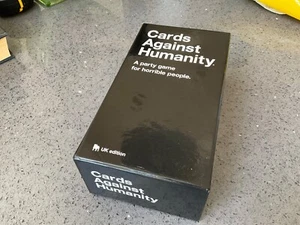 Cards
Against
Humanity.
A party game
for horrible people.
UK edition
Cards
Against
Humanity